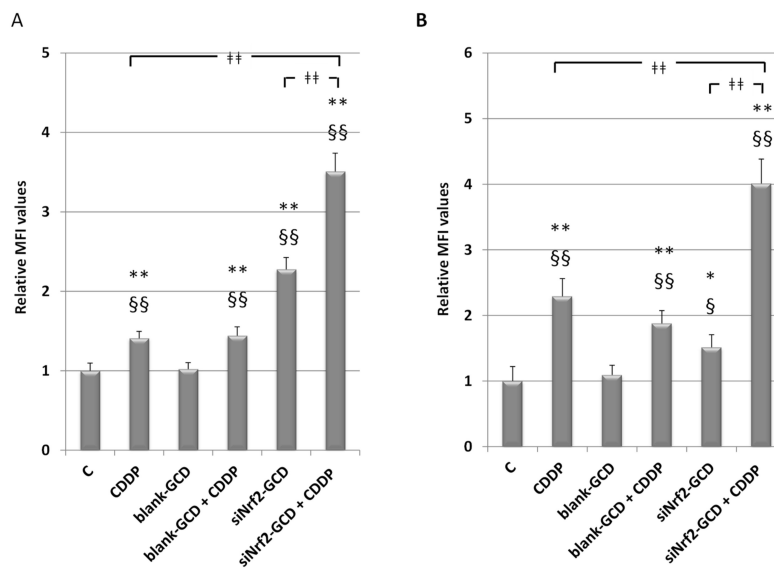 A
Relative MFI values
5
4
3
2
1
0
ǂǂ
ǂǂ
**
§§
**
§§
**
§§
**
§§
C
CDDP
blank-GCD
blank-GCD + CDDP
siNrf2-GCD
siNrf2-GCD + CDDP
B
Relative MFI values
6
5
4
3
2
1
0
ǂǂ
ǂǂ
**
§§
**
§§
*
§
**
§§
C
CDDP
blank-GCD
blank-GCD + CDDP
siNrf2-GCD
siNrf2-GCD + CDDP